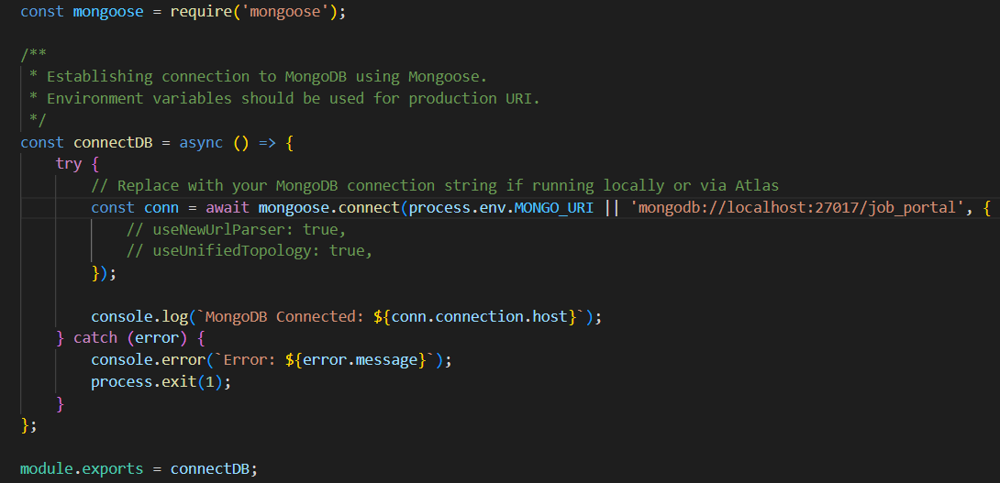 const mongoose = require('mongoose');
/**
 * Establishing connection to MongoDB using Mongoose.
 * Environment variables should be used for production URI.
 */
const connectDB = async () => {
    try {
        // Replace with your MongoDB connection string if running locally or via Atlas
        const conn = await mongoose.connect(process.env.MONGO_URI || 'mongodb://localhost:27017/job_portal', {
            // useNewUrlParser: true,
            // useUnifiedTopology: true,
        });
        console.log(`MongoDB Connected: ${conn.connection.host}`);
    } catch (error) {
        console.error(`Error: ${error.message}`);
        process.exit(1);
    }
};
module.exports = connectDB;